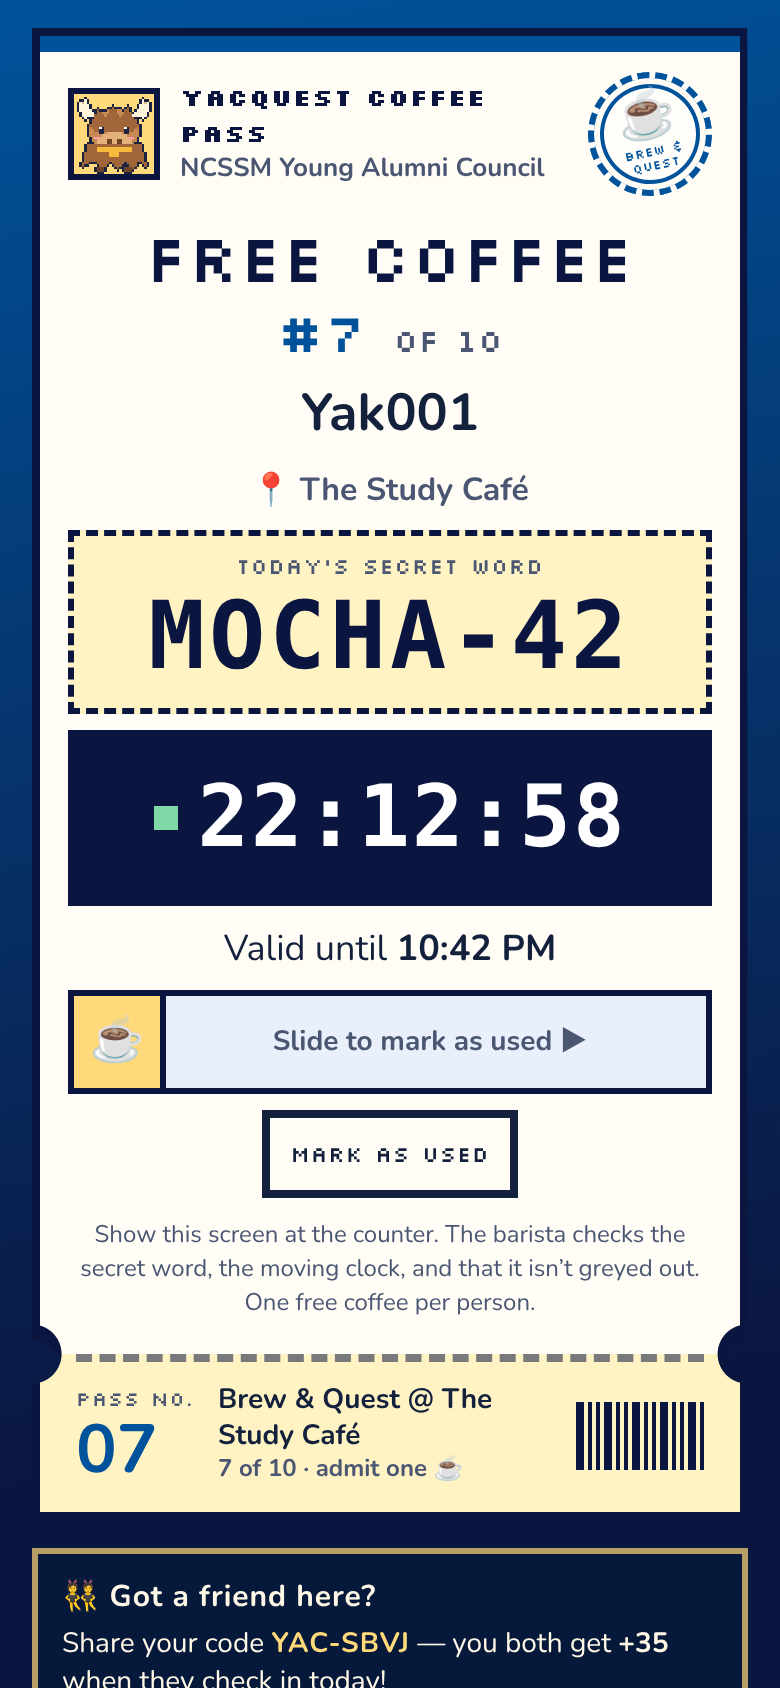 YACQUEST COFFEE
PASS
NCSSM Young Alumni Council
BREW &
QUEST
FREE COFFEE
#7 OF 10
Yak001
📍 The Study Café
TODAY'S SECRET WORD
MOCHA-42
22:12:58
Valid until 10:42 PM
Slide to mark as used ▶
MARK AS USED
Show this screen at the counter. The barista checks the
secret word, the moving clock, and that it isn’t greyed out.
One free coffee per person.
PASS NO.
07
Brew & Quest @ The
Study Café
7 of 10 · admit one ☕
👯 Got a friend here?
Share your code YAC-SBVJ — you both get +35
when they check in today!